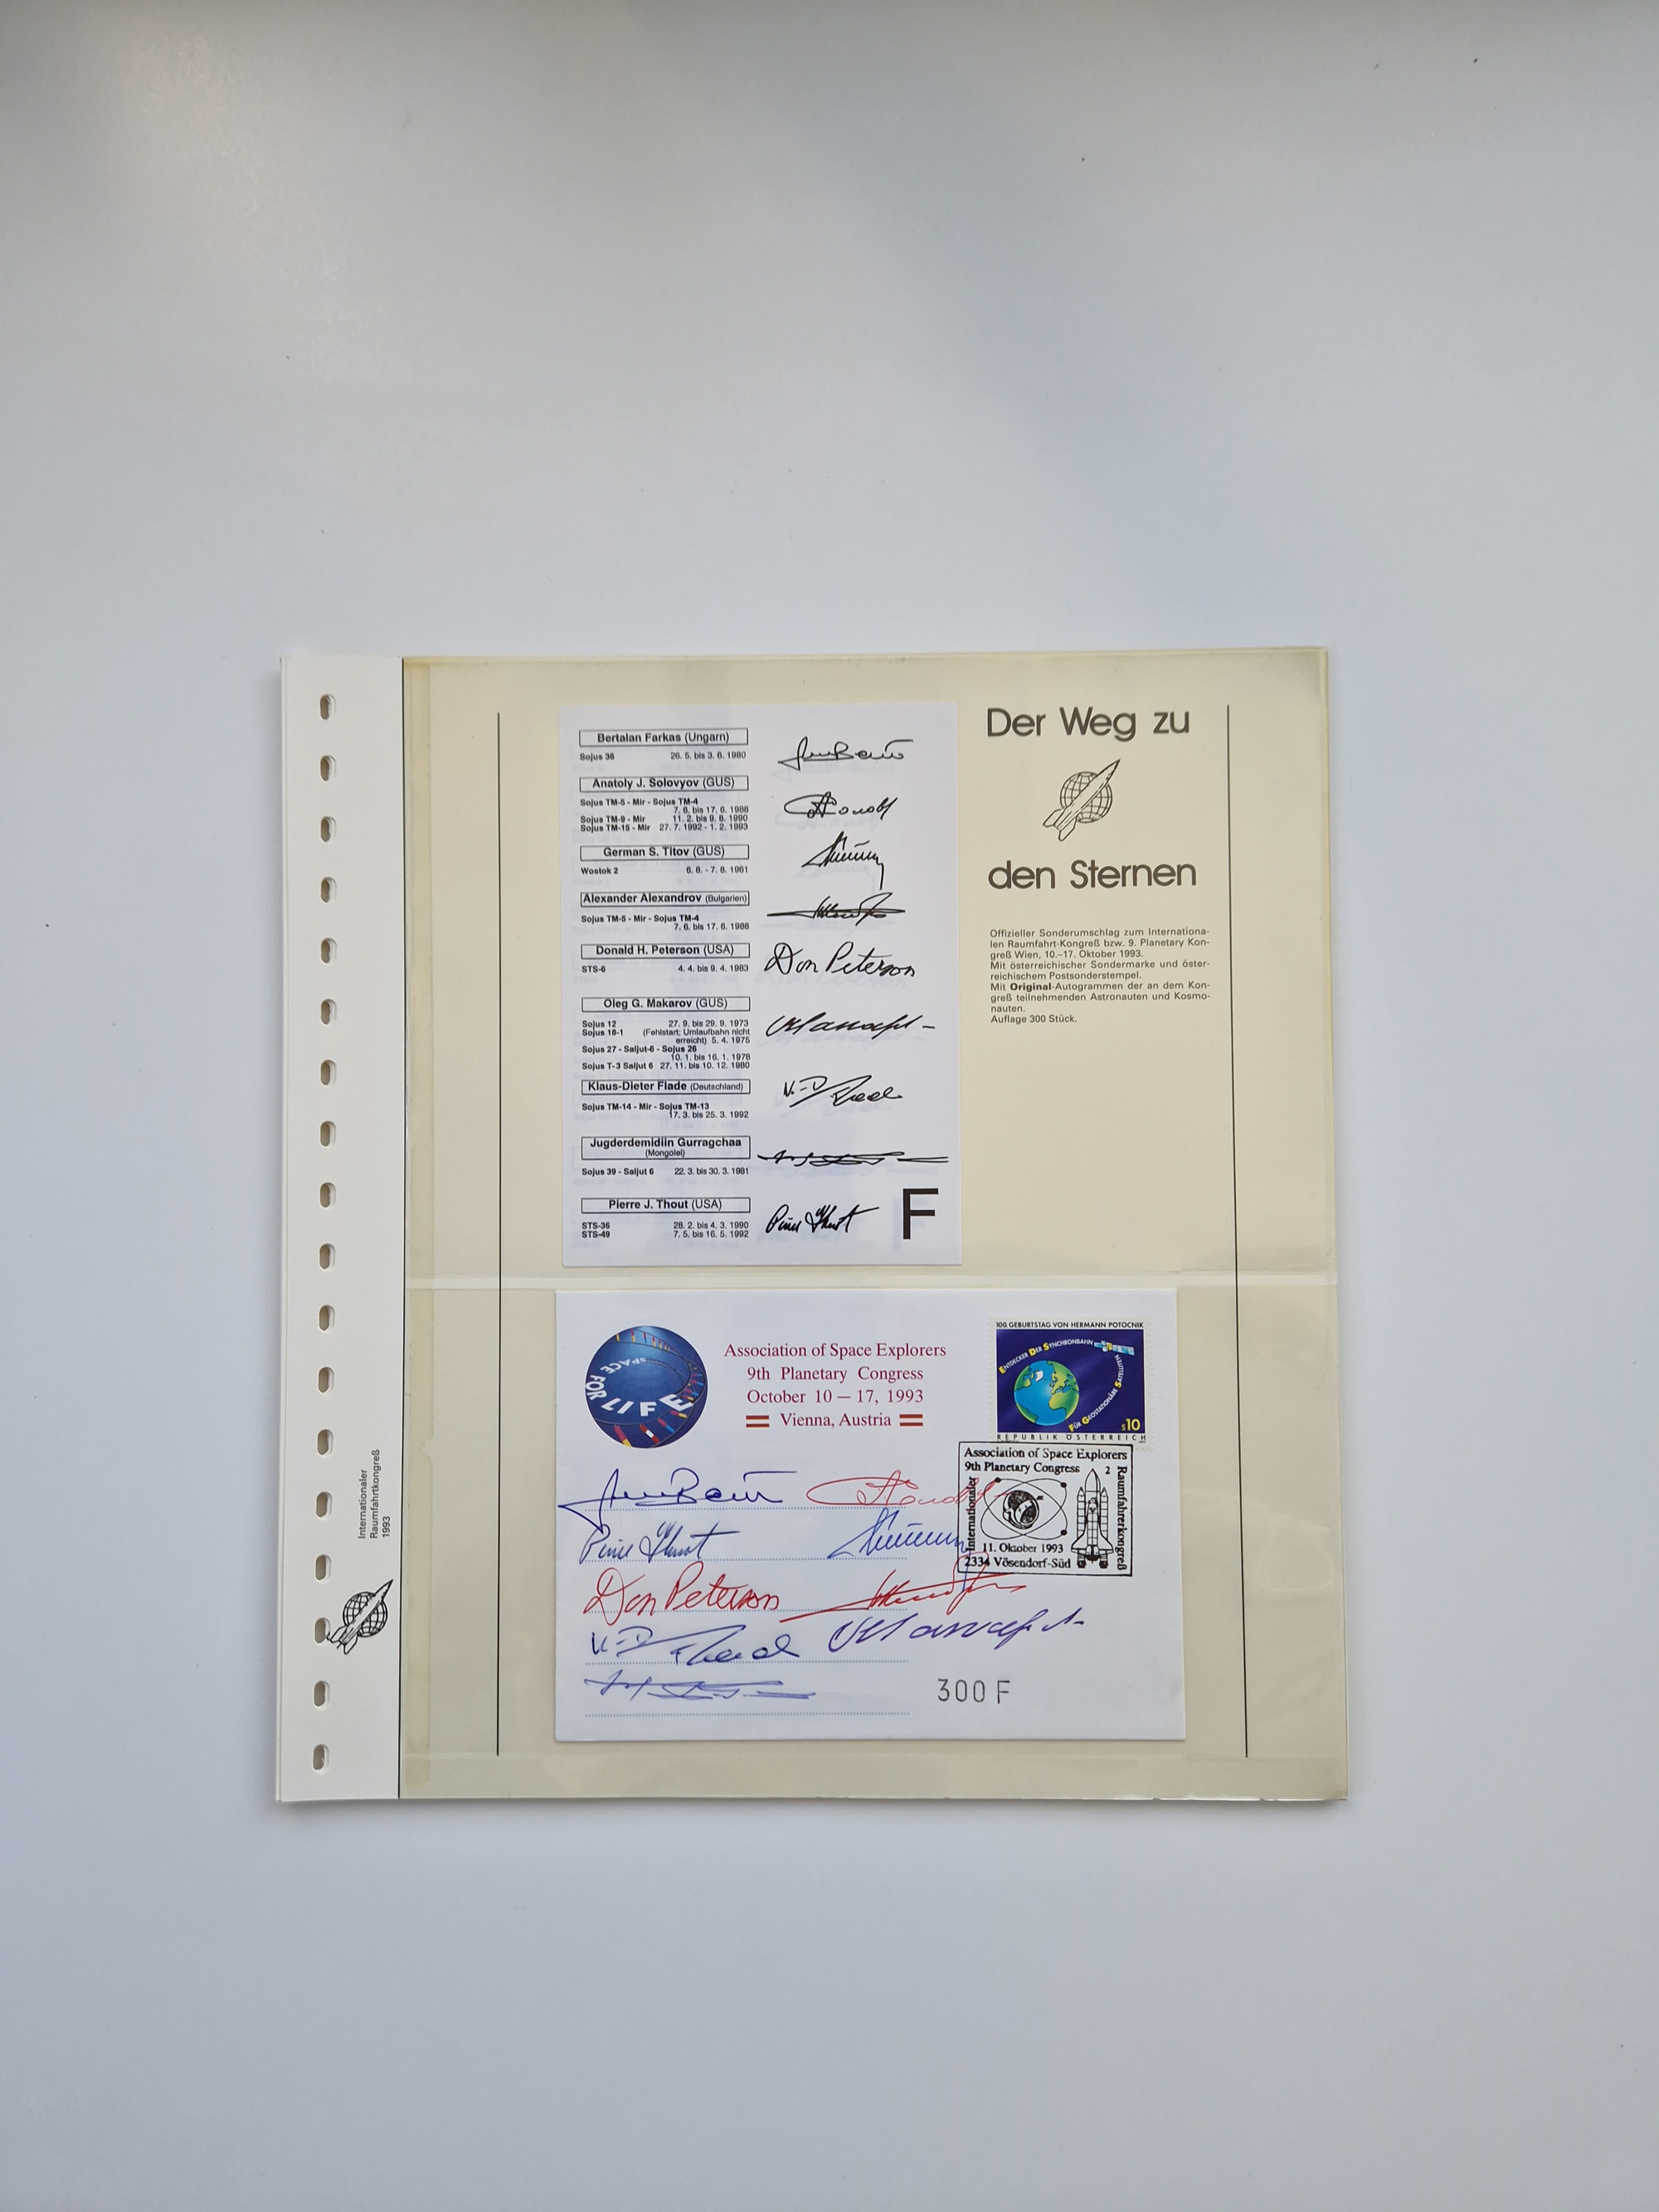 Bertalan Farkas (Ungarn)
Sojus 36 26. 5. bis 3. 6. 1980
Anatoly J. Solovyov (GUS)
Sojus TM-5 - Mir - Sojus TM-4
7. 6. bis 17. 6. 1988
Sojus TM-9 - Mir 11. 2. bis 9. 8. 1990
Sojus TM-15 - Mir 27. 7. 1992 - 1. 2. 1993
German S. Titov (GUS)
Wostok 2 6. 8. - 7. 8. 1961
Alexander Alexandrov (Bulgarien)
Sojus TM-5 - Mir - Sojus TM-4
7. 6. bis 17. 6. 1988
Donald H. Peterson (USA)
STS-6 4. 4. bis 9. 4. 1983
Don Peterson
Oleg G. Makarov (GUS)
Sojus 12 27. 9. bis 29. 9. 1973
Sojus 18-1 (Fehlstart; Umlaufbahn nicht
erreicht) 5. 4. 1975
Sojus 27 - Saljut-6 - Sojus 26
10. 1. bis 16. 1. 1978
Sojus T-3 Saljut 6 27. 11. bis 10. 12. 1980
Klaus-Dieter Flade (Deutschland)
Sojus TM-14 - Mir - Sojus TM-13
17. 3. bis 25. 3. 1992
K-D Flade
Jugderdemidiin Gurragchaa
(Mongolei)
Sojus 39 - Saljut 6 22. 3. bis 30. 3. 1981
Pierre J. Thout (USA)
STS-36 28. 2. bis 4. 3. 1990
STS-49 7. 5. bis 16. 5. 1992
Pierre Thuot
F
Der Weg zu
den Sternen
Offizieller Sonderumschlag zum Internationa-
len Raumfahrt-Kongreß bzw. 9. Planetary Kon-
greß Wien, 10.–17. Oktober 1993.
Mit österreichischer Sondermarke und öster-
reichischem Postsonderstempel.
Mit Original-Autogrammen der an dem Kon-
greß teilnehmenden Astronauten und Kosmo-
nauten.
Auflage 300 Stück.
Internationaler
Raumfahrtkongreß
1993
SPACE
FOR
LIFE
Association of Space Explorers
9th Planetary Congress
October 10 — 17, 1993
Vienna, Austria
100. GEBURTSTAG VON HERMANN POTOCNIK
ENTDECKER DER SYNCHRONBAHN
FÜR GEOSTATIONÄRE SATELLITEN
S10
REPUBLIK ÖSTERREICH
Association of Space Explorers
9th Planetary Congress 2
Internationaler
Raumfahrerkongreß
11. Oktober 1993
2334 Vösendorf-Süd
Pierre Thuot
Don Peterson
K-D Flade
300 F